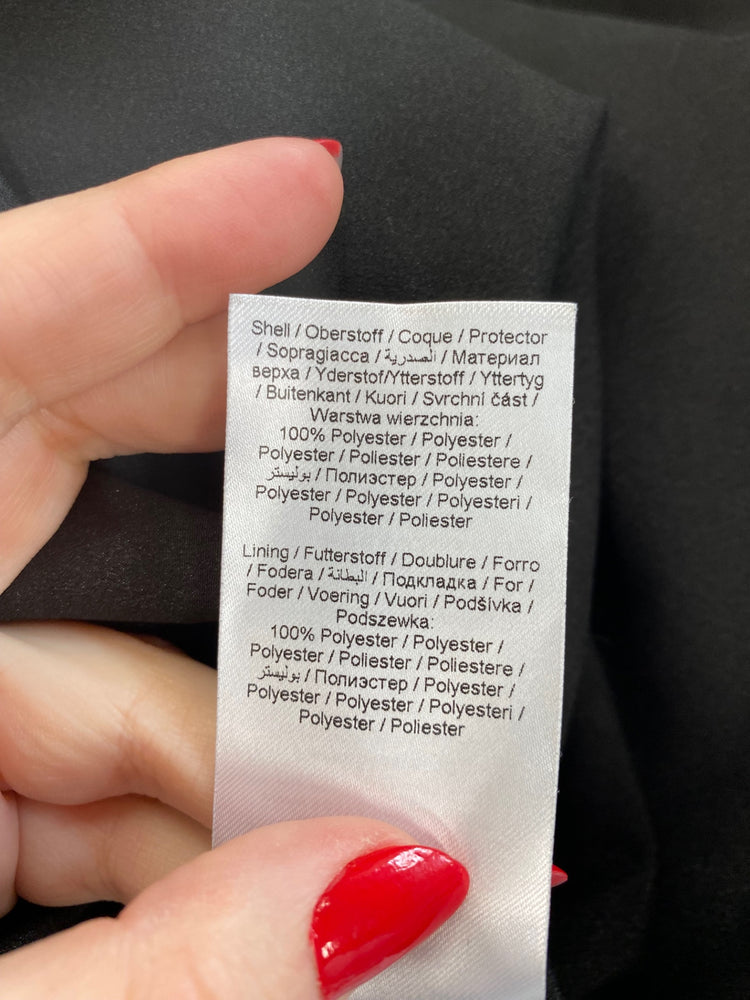 Shell / Oberstoff / Coque / Protector
/ Sopragiacca / الصدرية / Материал
верха / Yderstof/Ytterstoff / Yttertyg
/ Buitenkant / Kuori / Svrchní část /
Warstwa wierzchnia:
100% Polyester / Polyester /
Polyester / Poliester / Poliestere /
بوليستر / Полиэстер / Polyester /
Polyester / Polyester / Polyesteri /
Polyester / Poliester
Lining / Futterstoff / Doublure / Forro
/ Fodera / البطانة / Подкладка / For /
Foder / Voering / Vuori / Podšívka /
Podszewka:
100% Polyester / Polyester /
Polyester / Poliester / Poliestere /
بوليستر / Полиэстер / Polyester /
Polyester / Polyester / Polyesteri /
Polyester / Poliester